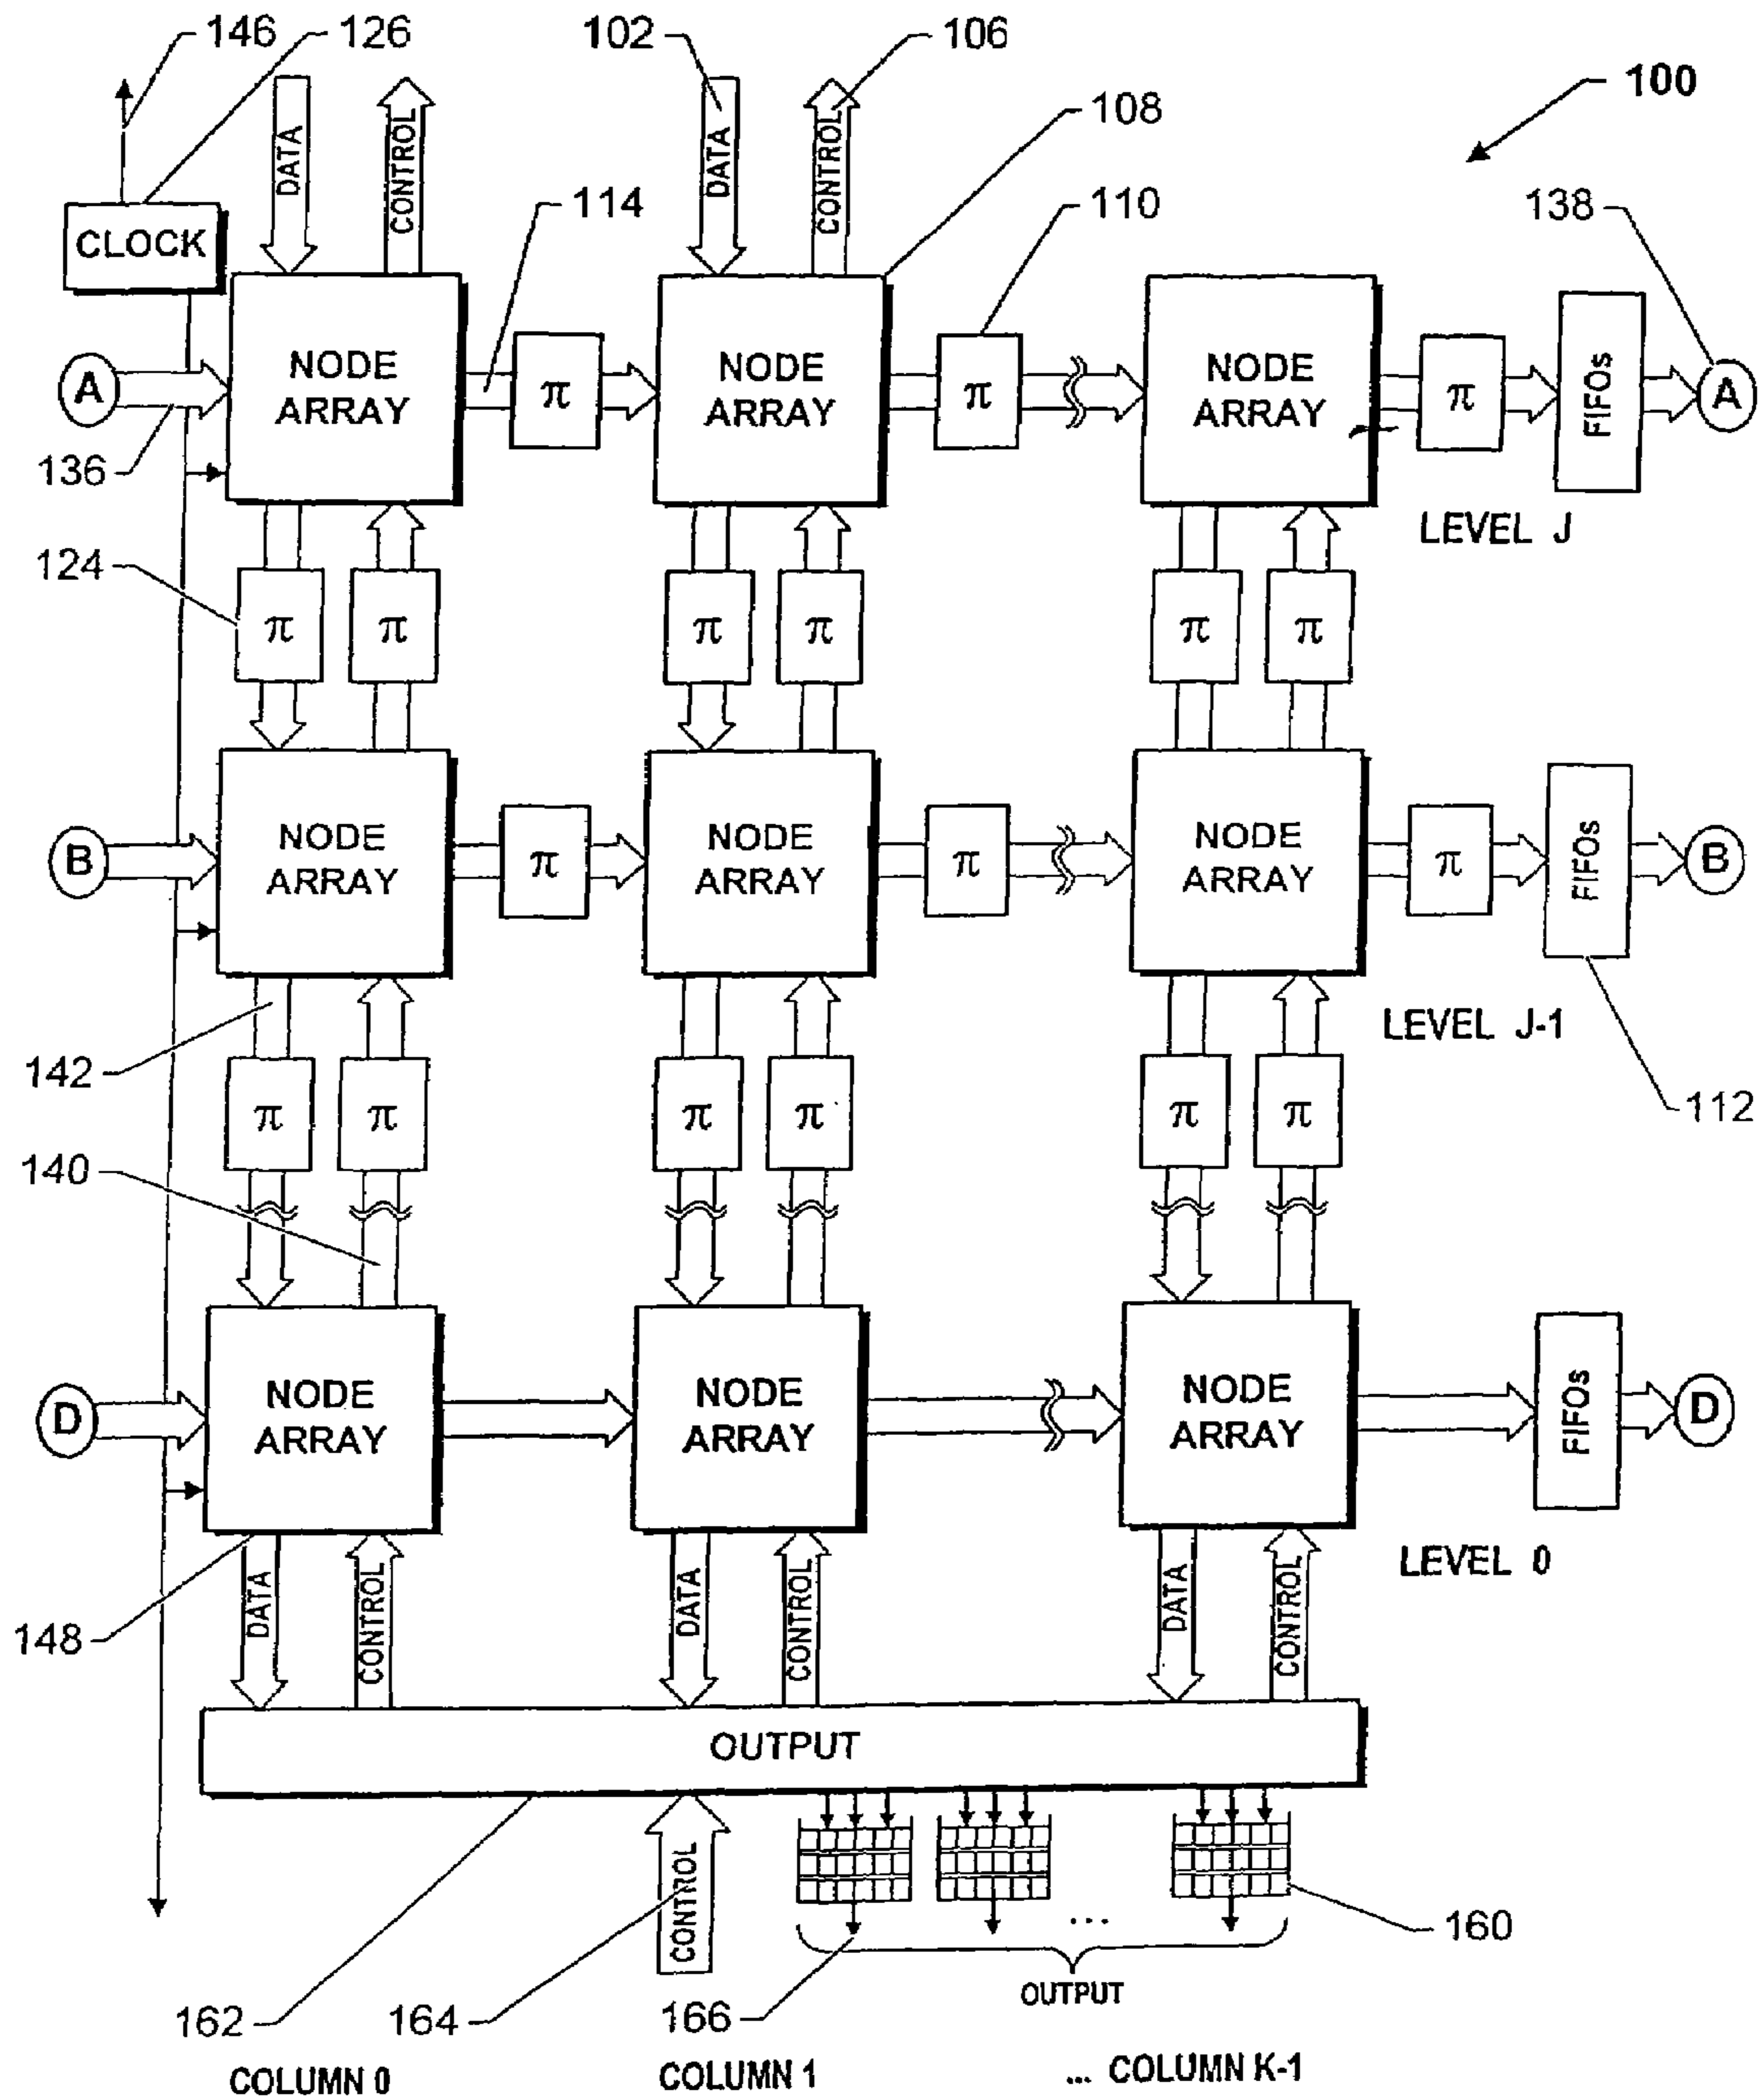 146
126
102
106
100
DATA
CONTROL
DATA
CONTROL
108
114
110
138
CLOCK
A
NODE
ARRAY
π
NODE
ARRAY
π
NODE
ARRAY
π
FIFOs
A
136
LEVEL J
124
π
π
π
π
π
π
B
NODE
ARRAY
π
NODE
ARRAY
π
NODE
ARRAY
π
FIFOs
B
LEVEL J-1
142
π
π
π
π
π
π
112
140
D
NODE
ARRAY
NODE
ARRAY
NODE
ARRAY
FIFOs
D
LEVEL 0
148
DATA
CONTROL
DATA
CONTROL
DATA
CONTROL
OUTPUT
CONTROL
...
160
OUTPUT
162
164
166
COLUMN 0
COLUMN 1
... COLUMN K-1